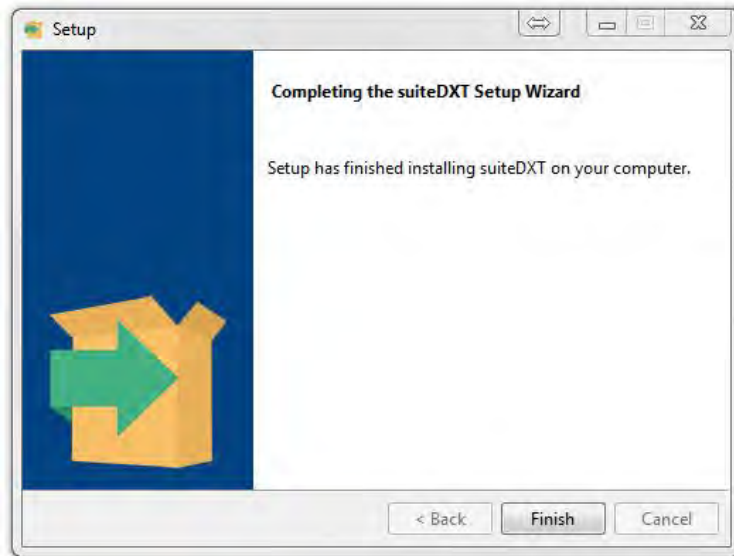 Setup
Completing the suiteDXT Setup Wizard
Setup has finished installing suiteDXT on your computer.
< Back
Finish
Cancel